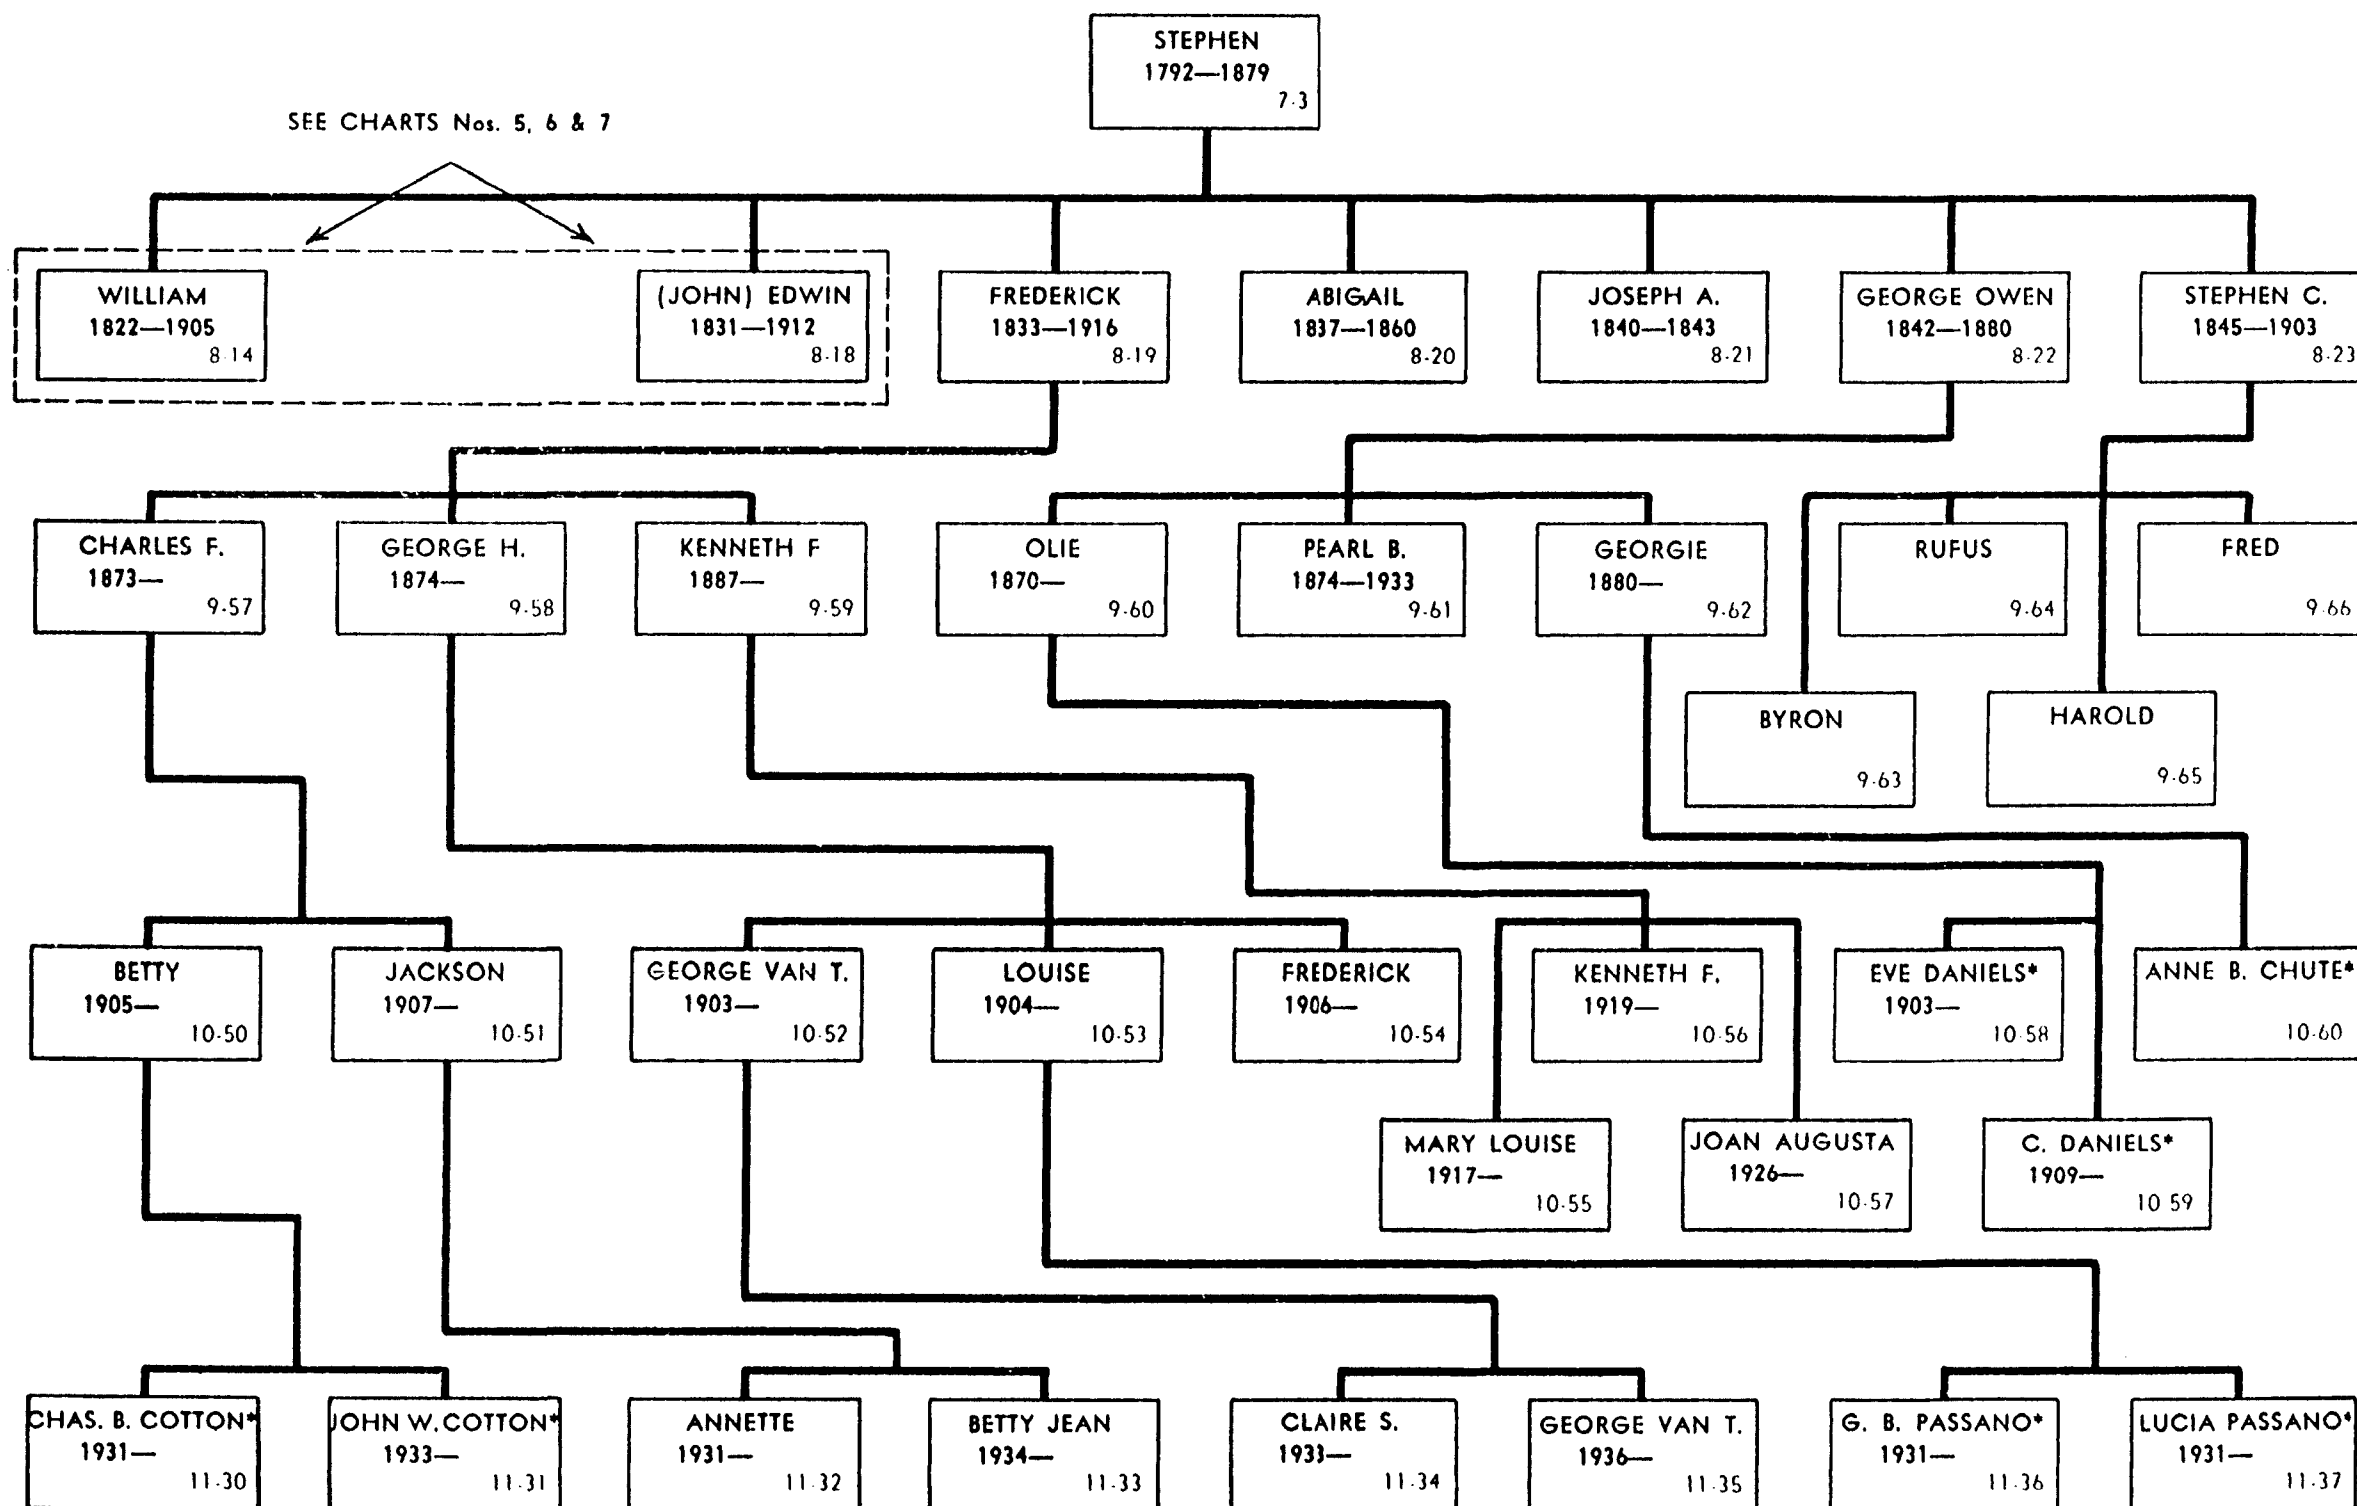 STEPHEN
1792—1879
7-3
SEE CHARTS Nos. 5, 6 & 7
WILLIAM
1822—1905
8-14
(JOHN) EDWIN
1831—1912
8-18
FREDERICK
1833—1916
8-19
ABIGAIL
1837—1860
8-20
JOSEPH A.
1840—1843
8-21
GEORGE OWEN
1842—1880
8-22
STEPHEN C.
1845—1903
8-23
CHARLES F.
1873—
9-57
GEORGE H.
1874—
9-58
KENNETH F
1887—
9-59
OLIE
1870—
9-60
PEARL B.
1874—1933
9-61
GEORGIE
1880—
9-62
RUFUS
9-64
FRED
9-66
BYRON
9-63
HAROLD
9-65
BETTY
1905—
10-50
JACKSON
1907—
10-51
GEORGE VAN T.
1903—
10-52
LOUISE
1904—
10-53
FREDERICK
1906—
10-54
KENNETH F.
1919—
10-56
EVE DANIELS*
1903—
10-58
ANNE B. CHUTE*
10-60
MARY LOUISE
1917—
10-55
JOAN AUGUSTA
1926—
10-57
C. DANIELS*
1909—
10 59
CHAS. B. COTTON*
1931—
11-30
JOHN W. COTTON*
1933—
11-31
ANNETTE
1931—
11-32
BETTY JEAN
1934—
11-33
CLAIRE S.
1933—
11-34
GEORGE VAN T.
1936—
11-35
G. B. PASSANO*
1931—
11-36
LUCIA PASSANO*
1931—
11-37